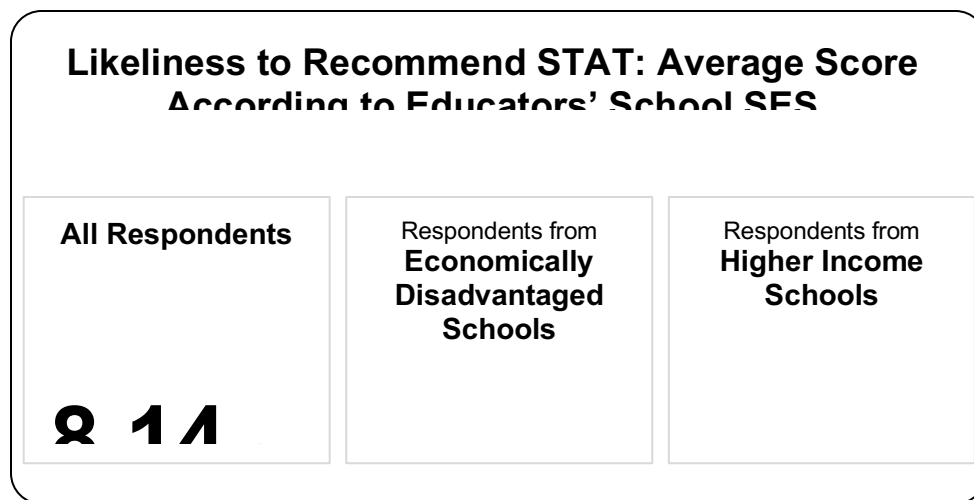 Likeliness to Recommend STAT: Average Score
According to Educators’ School SES
All Respondents
Respondents from
Economically
Disadvantaged
Schools
Respondents from
Higher Income
Schools
8.14